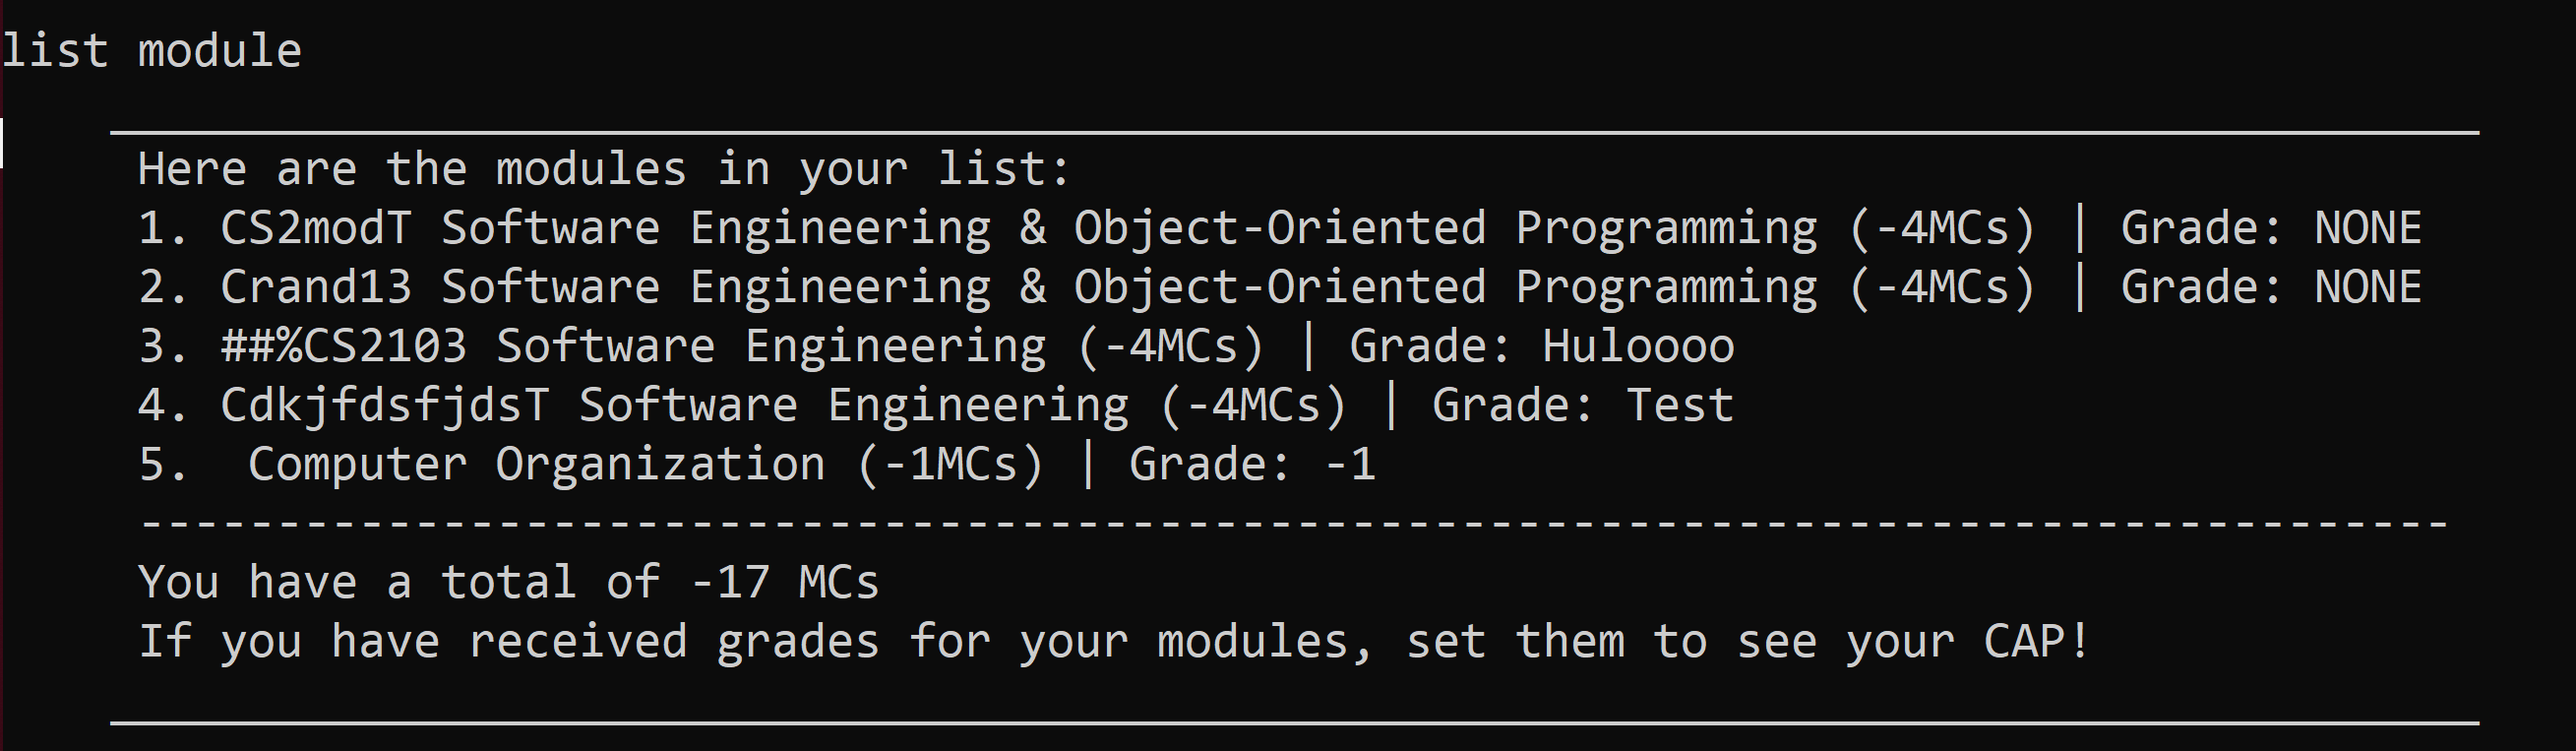 list module
Here are the modules in your list:
1. CS2modT Software Engineering & Object-Oriented Programming (-4MCs) | Grade: NONE
2. Crand13 Software Engineering & Object-Oriented Programming (-4MCs) | Grade: NONE
3. ##%CS2103 Software Engineering (-4MCs) | Grade: Huloooo
4. CdkjfdsfjdsT Software Engineering (-4MCs) | Grade: Test
5.  Computer Organization (-1MCs) | Grade: -1
------------------------------------------------------------------------------------
You have a total of -17 MCs
If you have received grades for your modules, set them to see your CAP!